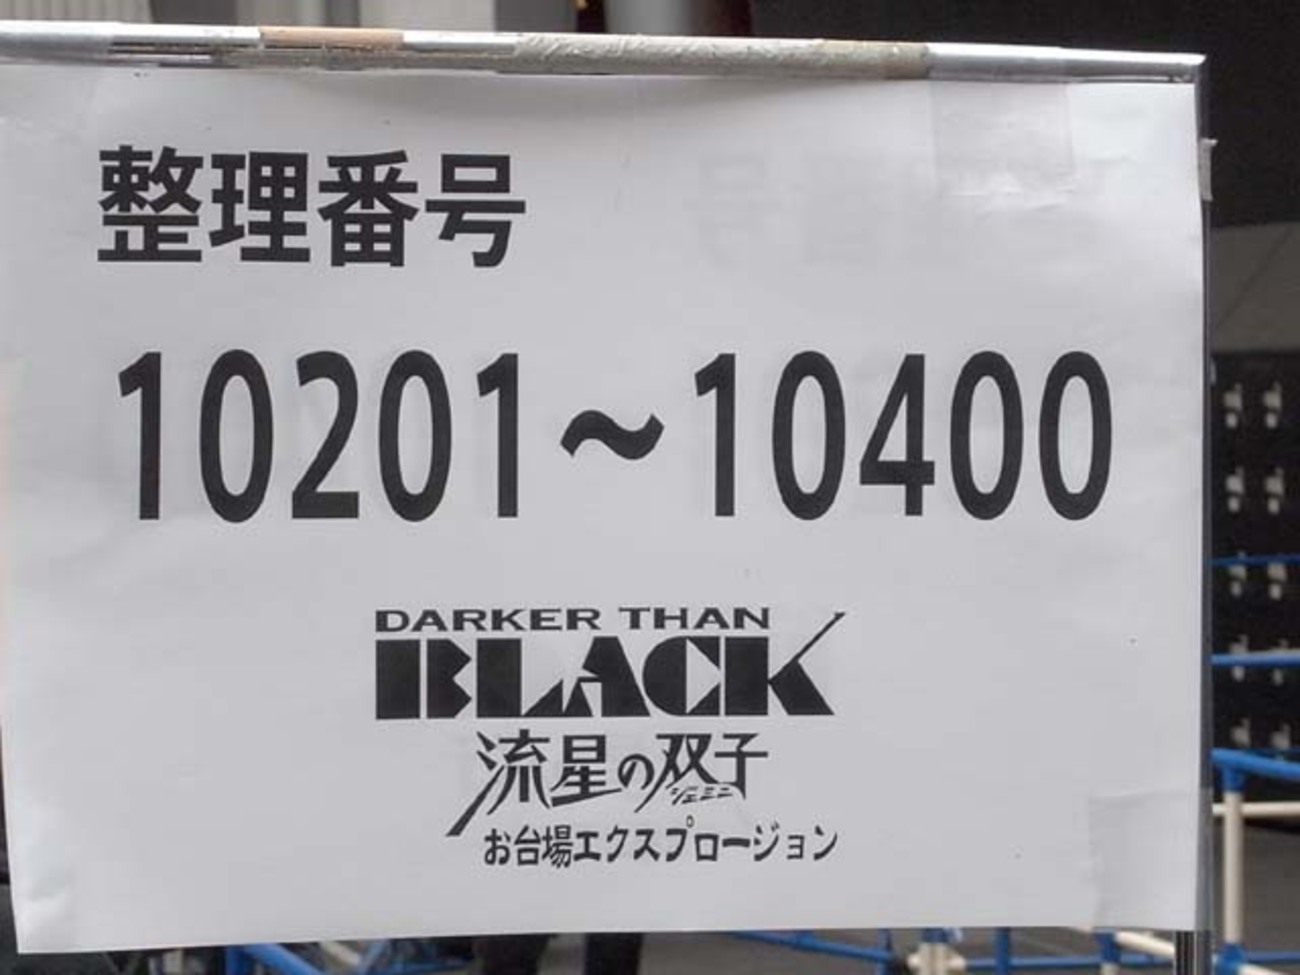 整理番号
10201~10400
DARKER THAN
BLACK
流星の双子
ジェミニ
お台場エクスプロージョン